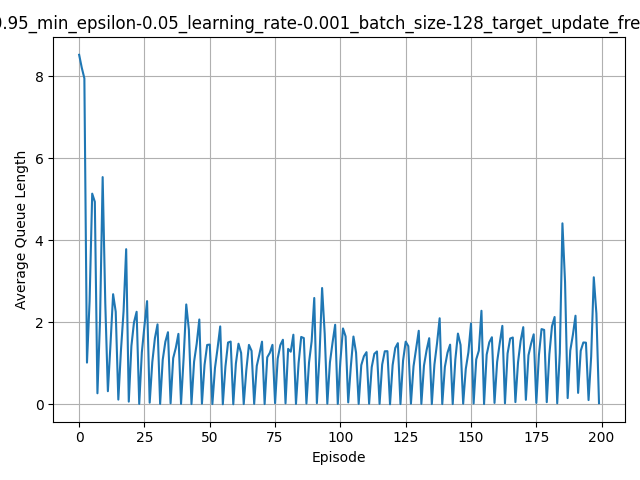 0.95_min_epsilon-0.05_learning_rate-0.001_batch_size-128_target_update_fre
8
6
4
2
0
Average Queue Length
0 25 50 75 100 125 150 175 200
Episode